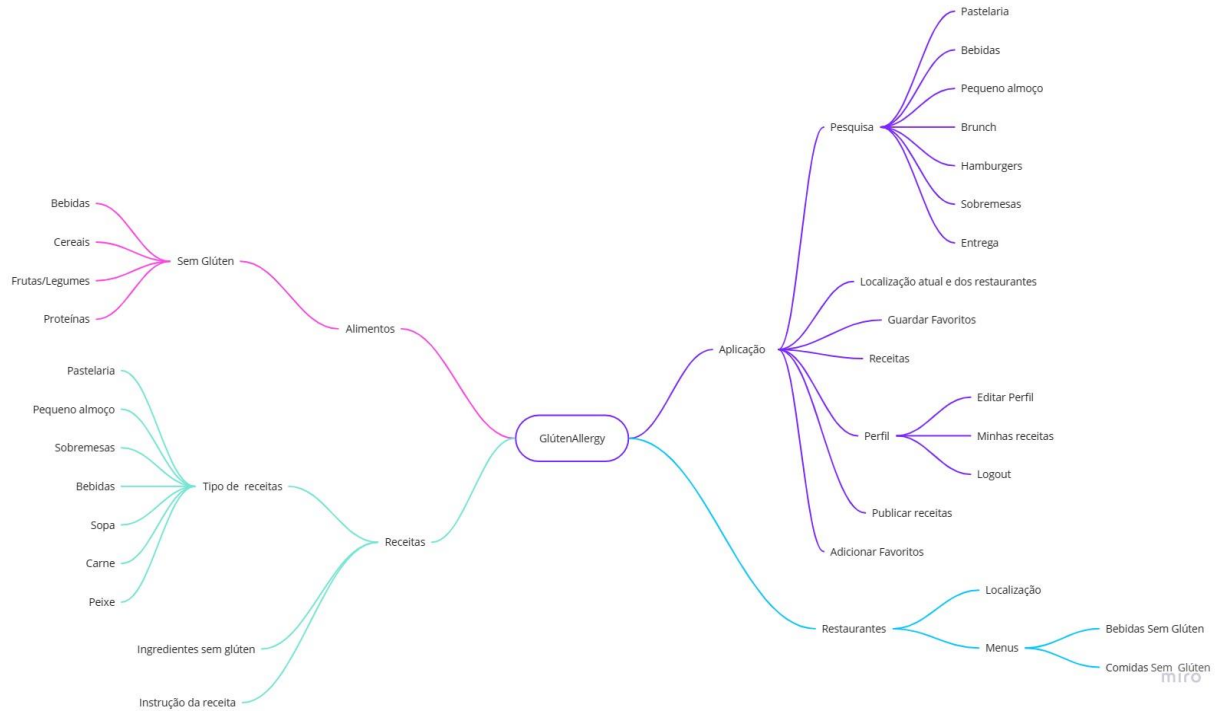 GlútenAllergy
Alimentos
Sem Glúten
Bebidas
Cereais
Frutas/Legumes
Proteínas
Receitas
Tipo de receitas
Pastelaria
Pequeno almoço
Sobremesas
Bebidas
Sopa
Carne
Peixe
Ingredientes sem glúten
Instrução da receita
Aplicação
Pesquisa
Pastelaria
Bebidas
Pequeno almoço
Brunch
Hamburgers
Sobremesas
Entrega
Localização atual e dos restaurantes
Guardar Favoritos
Receitas
Perfil
Editar Perfil
Minhas receitas
Logout
Publicar receitas
Adicionar Favoritos
Restaurantes
Localização
Menus
Bebidas Sem Glúten
Comidas Sem Glúten
miro